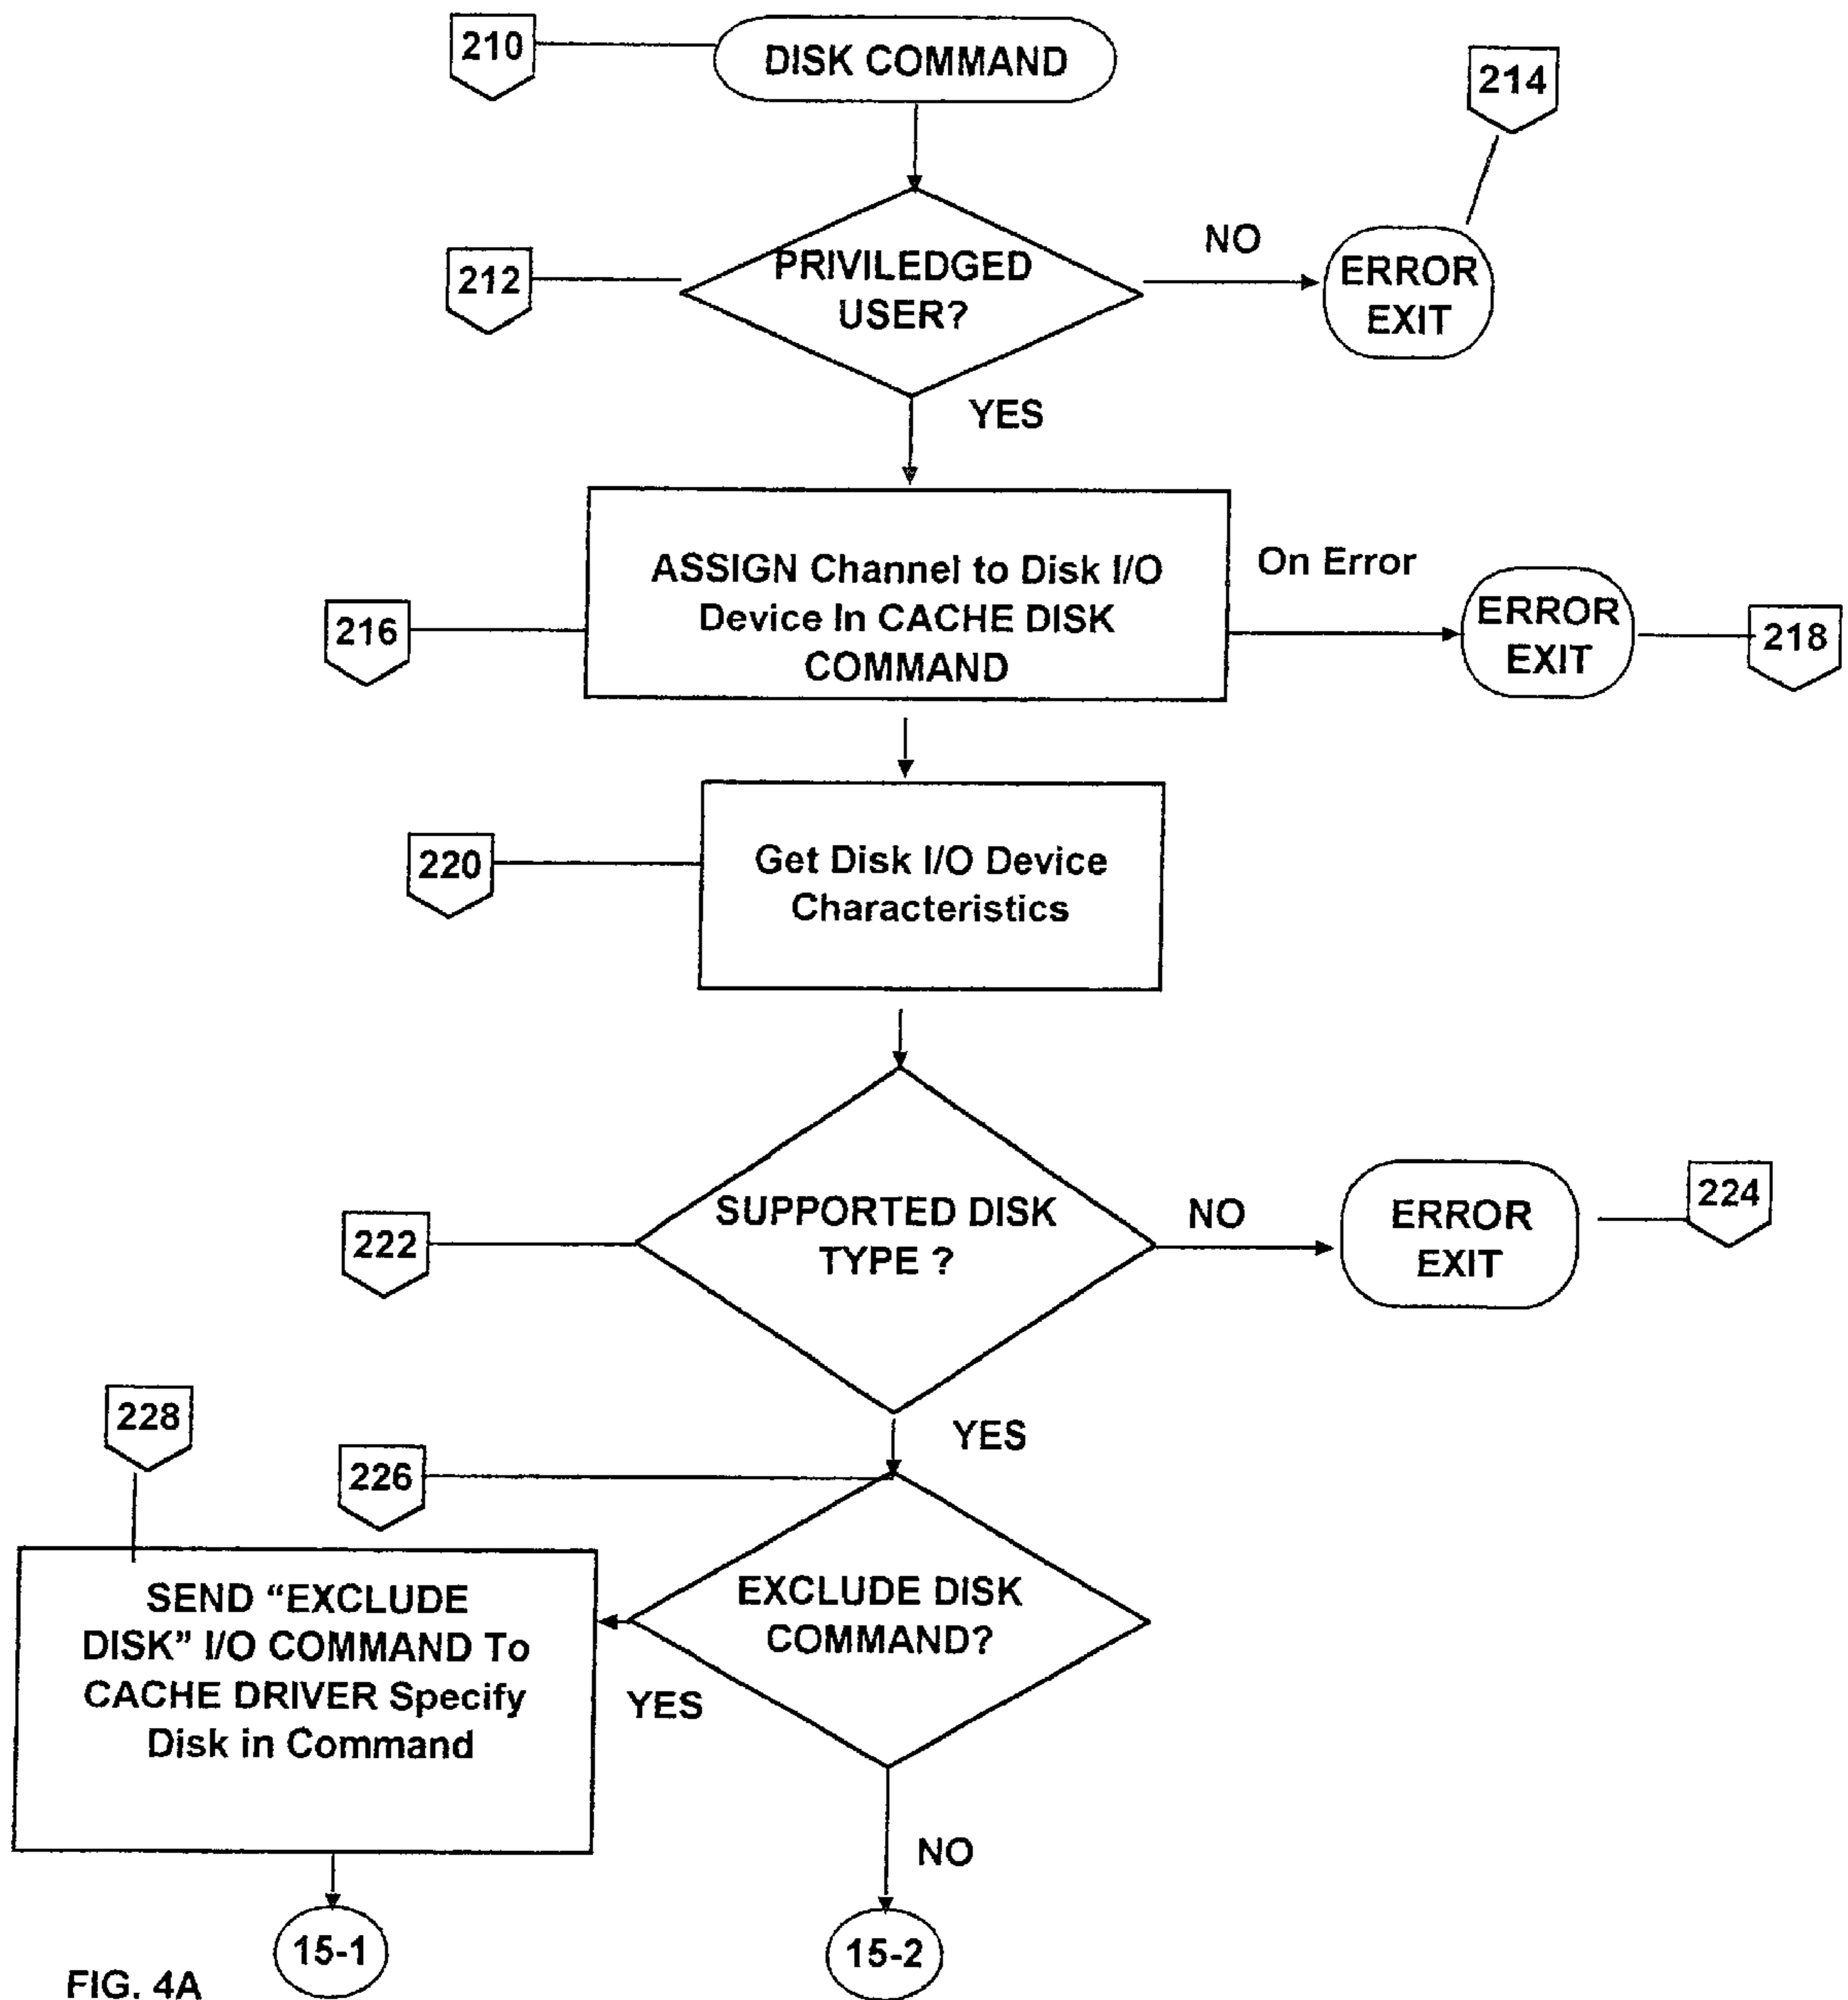 210
DISK COMMAND
214
212
PRIVILEDGED
USER?
NO
ERROR
EXIT
YES
216
ASSIGN Channel to Disk I/O
Device In CACHE DISK
COMMAND
On Error
ERROR
EXIT
218
220
Get Disk I/O Device
Characteristics
222
SUPPORTED DISK
TYPE ?
NO
ERROR
EXIT
224
YES
228
226
SEND “EXCLUDE
DISK” I/O COMMAND To
CACHE DRIVER Specify
Disk in Command
YES
EXCLUDE DISK
COMMAND?
NO
15-1
15-2
FIG. 4A